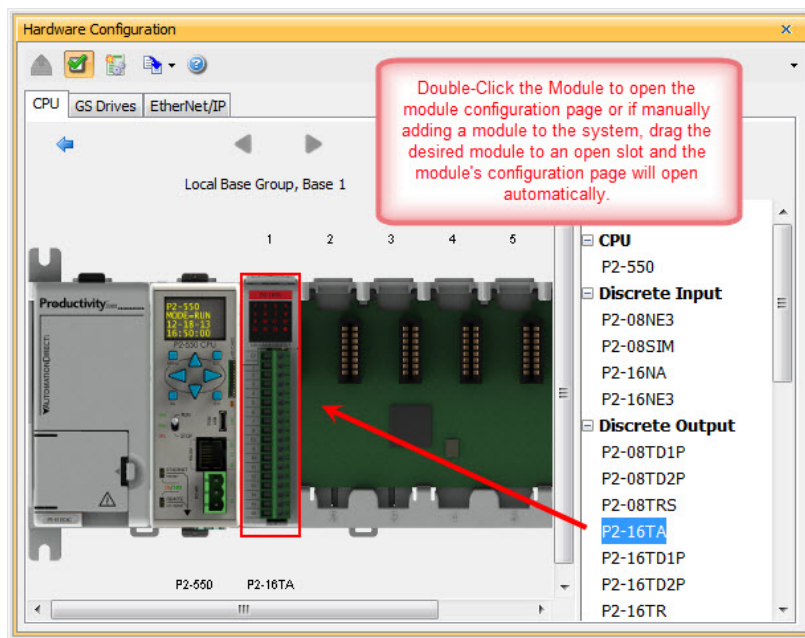 Hardware Configuration
Double-Click the Module to open the
module configuration page or if manually
adding a module to the system, drag the
desired module to an open slot and the
module's configuration page will open
automatically.
CPU GS Drives EtherNet/IP
Local Base Group, Base 1
1 2 3 4 5
CPU
P2-550
Discrete Input
P2-08NE3
P2-08SIM
P2-16NA
P2-16NE3
Discrete Output
P2-08TD1P
P2-08TD2P
P2-08TRS
P2-16TA
P2-16TD1P
P2-16TD2P
P2-16TR
Productivity
AUTOMATIONDIRECT
P2-550
MODE=RUN
12-18-13
16:50:00
P2-550 CPU
RUN
STOP
P2-550 P2-16TA